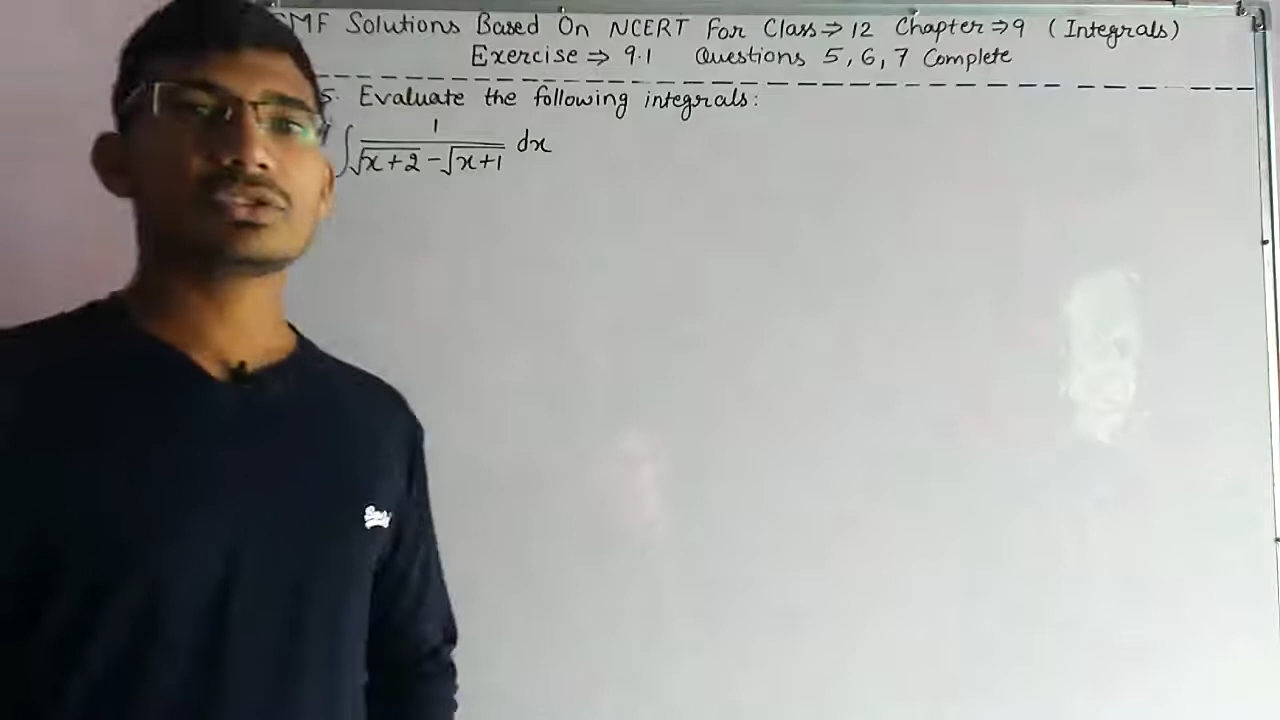 MF Solutions Based On NCERT For Class ⇒ 12 Chapter ⇒ 9 (Integrals)
Exercise ⇒ 9.1 Questions 5, 6, 7 Complete
5. Evaluate the following integrals:
∫ 1/(√(x+2) - √(x+1)) dx